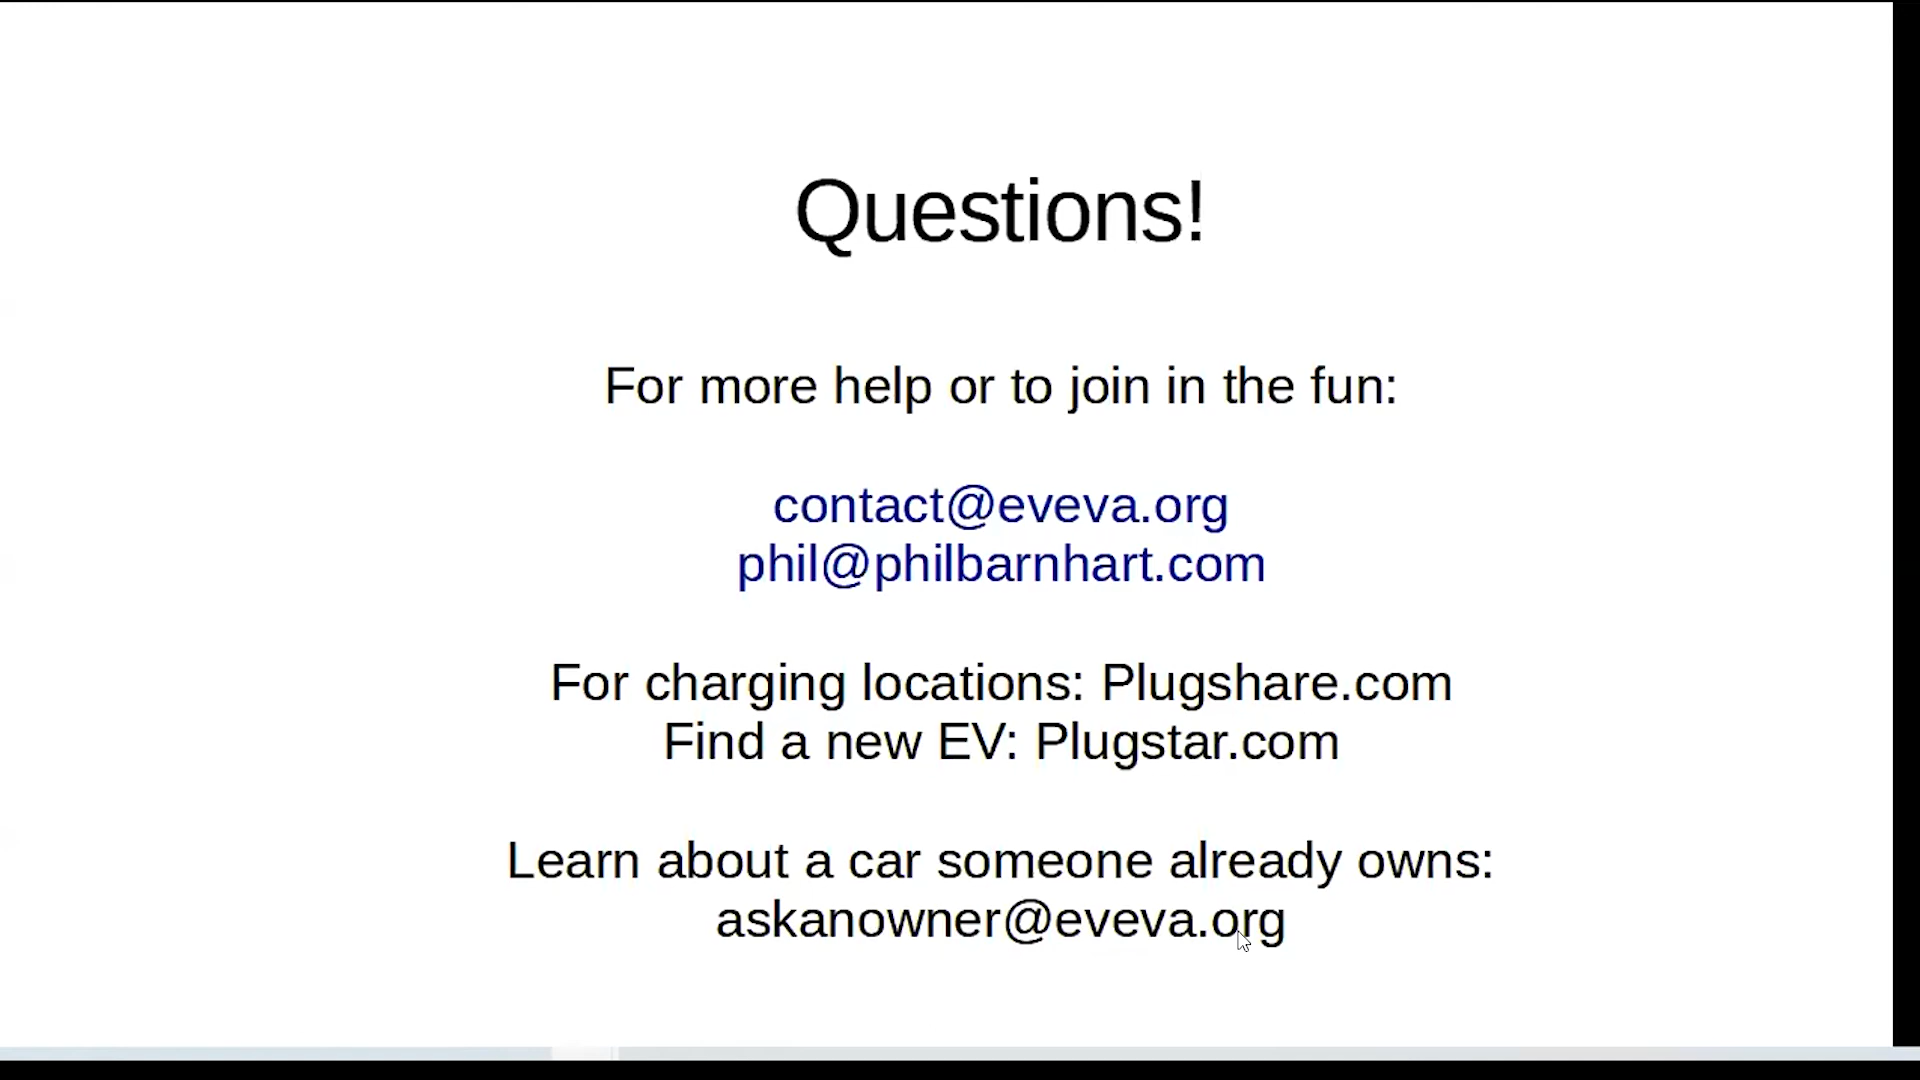 Questions!
For more help or to join in the fun:
contact@eveva.org
phil@philbarnhart.com
For charging locations: Plugshare.com
Find a new EV: Plugstar.com
Learn about a car someone already owns:
askanowner@eveva.org